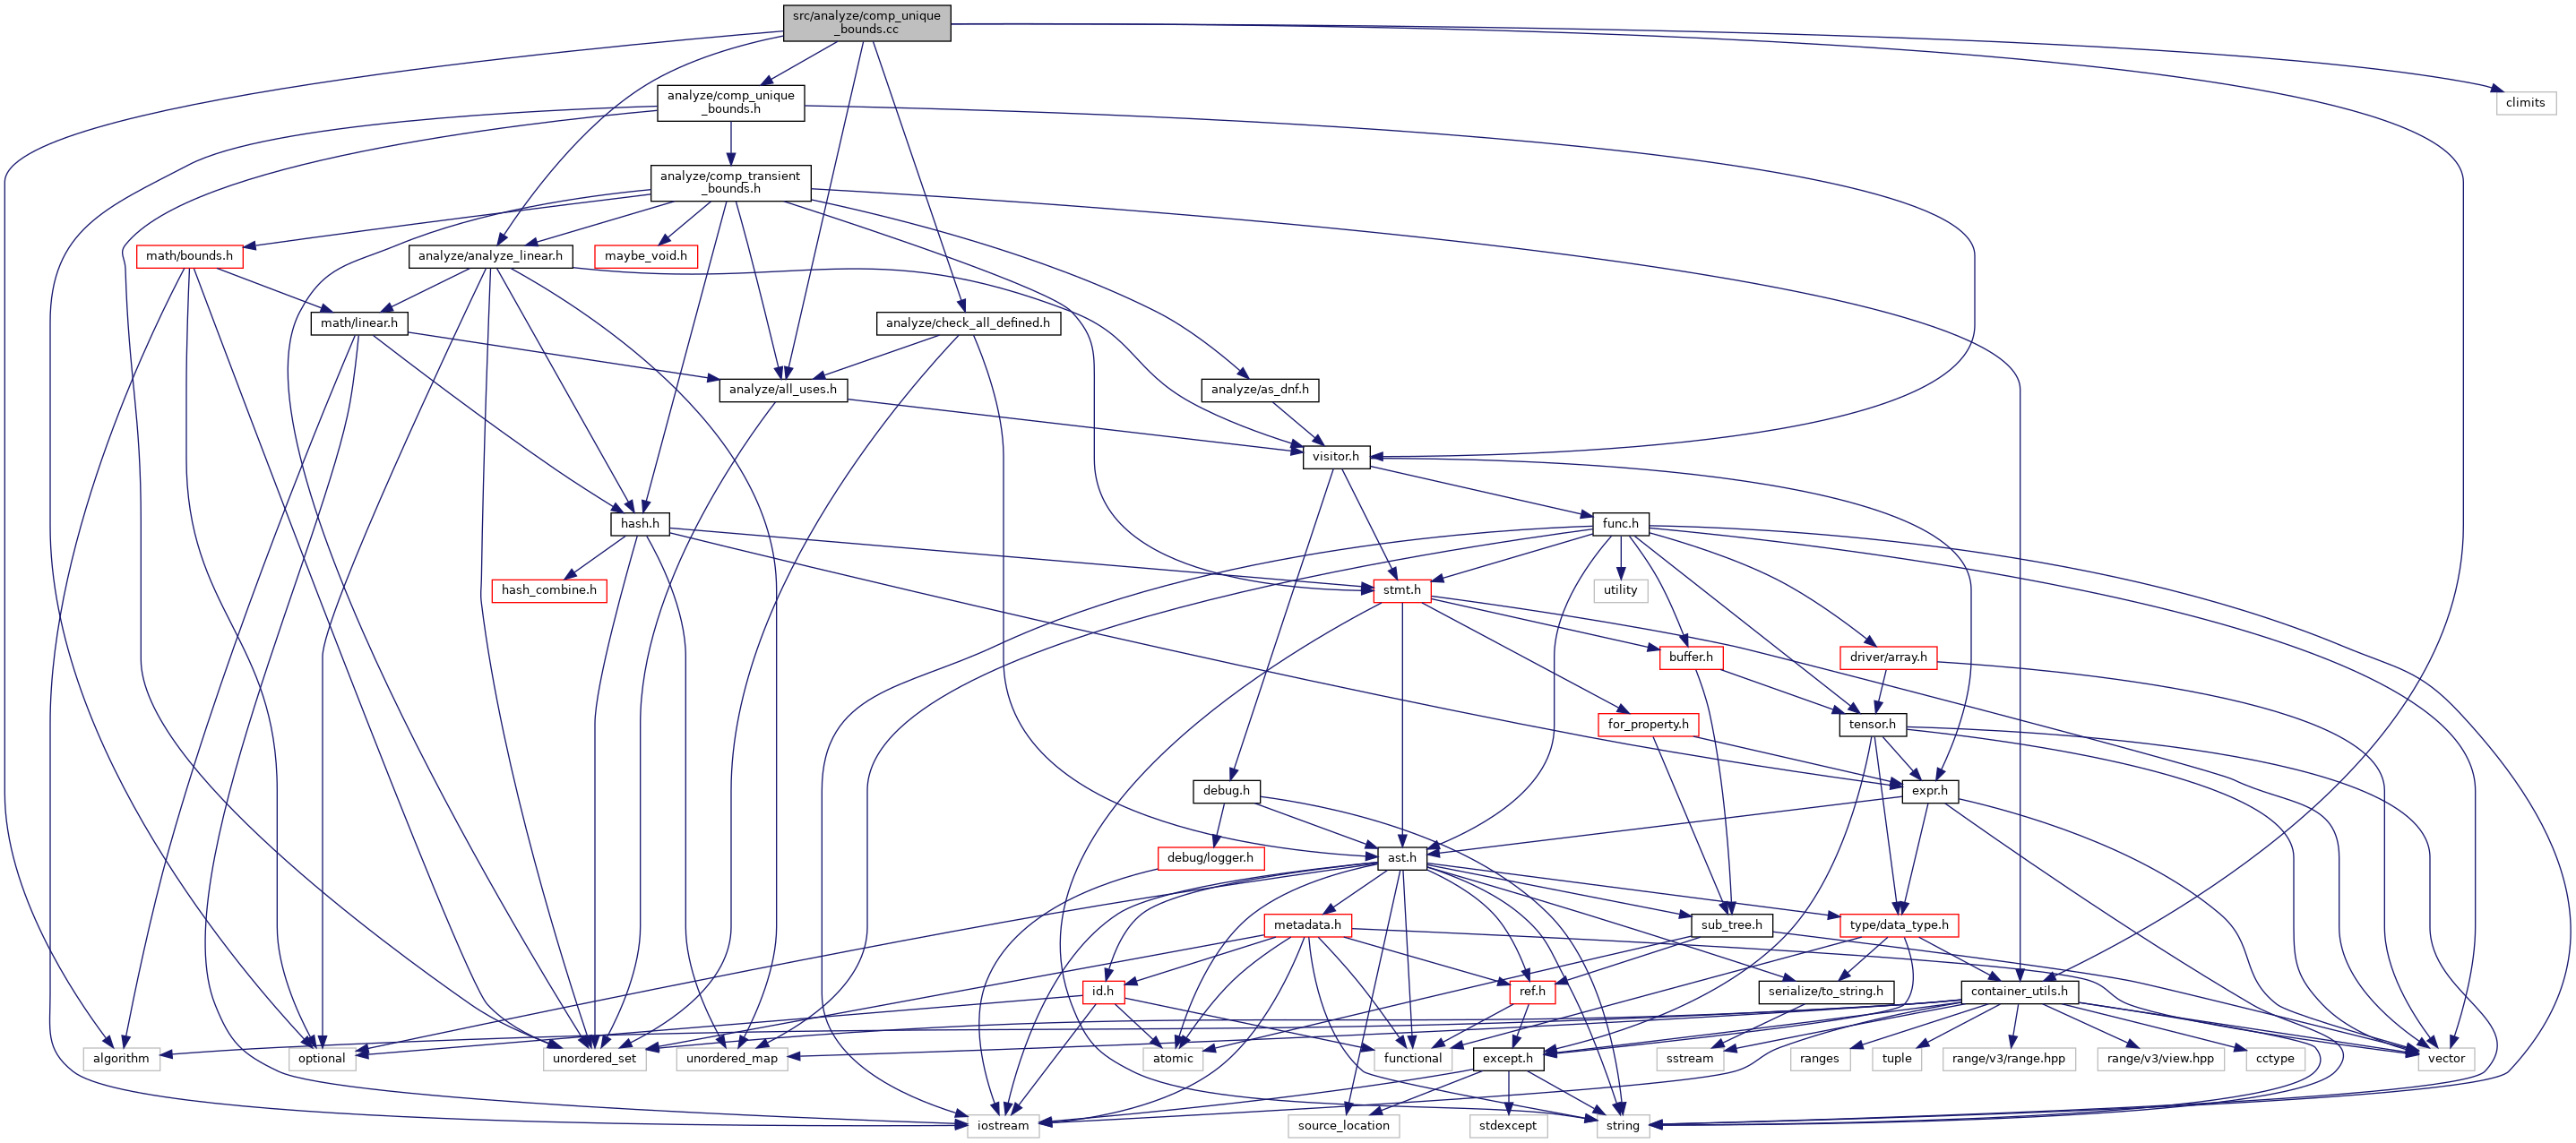 src/analyze/comp_unique
_bounds.cc
analyze/comp_unique
_bounds.h
climits
analyze/comp_transient
_bounds.h
math/bounds.h
analyze/analyze_linear.h
maybe_void.h
math/linear.h
analyze/check_all_defined.h
analyze/all_uses.h
analyze/as_dnf.h
visitor.h
hash.h
func.h
hash_combine.h
stmt.h
utility
buffer.h
driver/array.h
for_property.h
tensor.h
debug.h
expr.h
debug/logger.h
ast.h
metadata.h
sub_tree.h
type/data_type.h
id.h
ref.h
serialize/to_string.h
container_utils.h
algorithm
optional
unordered_set
unordered_map
atomic
functional
except.h
sstream
ranges
tuple
range/v3/range.hpp
range/v3/view.hpp
cctype
vector
iostream
source_location
stdexcept
string